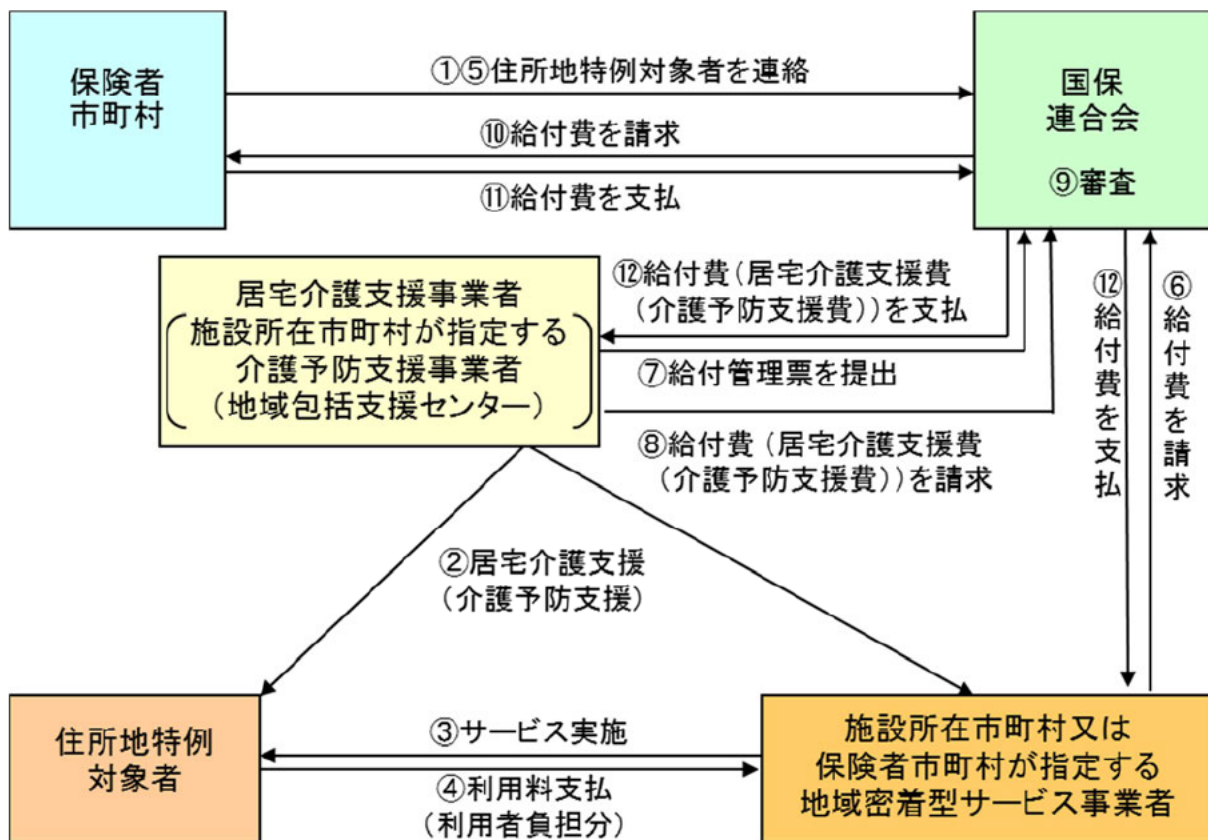 保険者
市町村
①⑤住所地特例対象者を連絡
⑩給付費を請求
⑪給付費を支払
国保
連合会
⑨審査
居宅介護支援事業者
施設所在市町村が指定する
介護予防支援事業者
(地域包括支援センター)
⑫給付費(居宅介護支援費
(介護予防支援費))を支払
⑦給付管理票を提出
⑧給付費(居宅介護支援費
(介護予防支援費))を請求
⑫給付費を支払
⑥給付費を請求
②居宅介護支援
(介護予防支援)
住所地特例
対象者
③サービス実施
④利用料支払
(利用者負担分)
施設所在市町村又は
保険者市町村が指定する
地域密着型サービス事業者